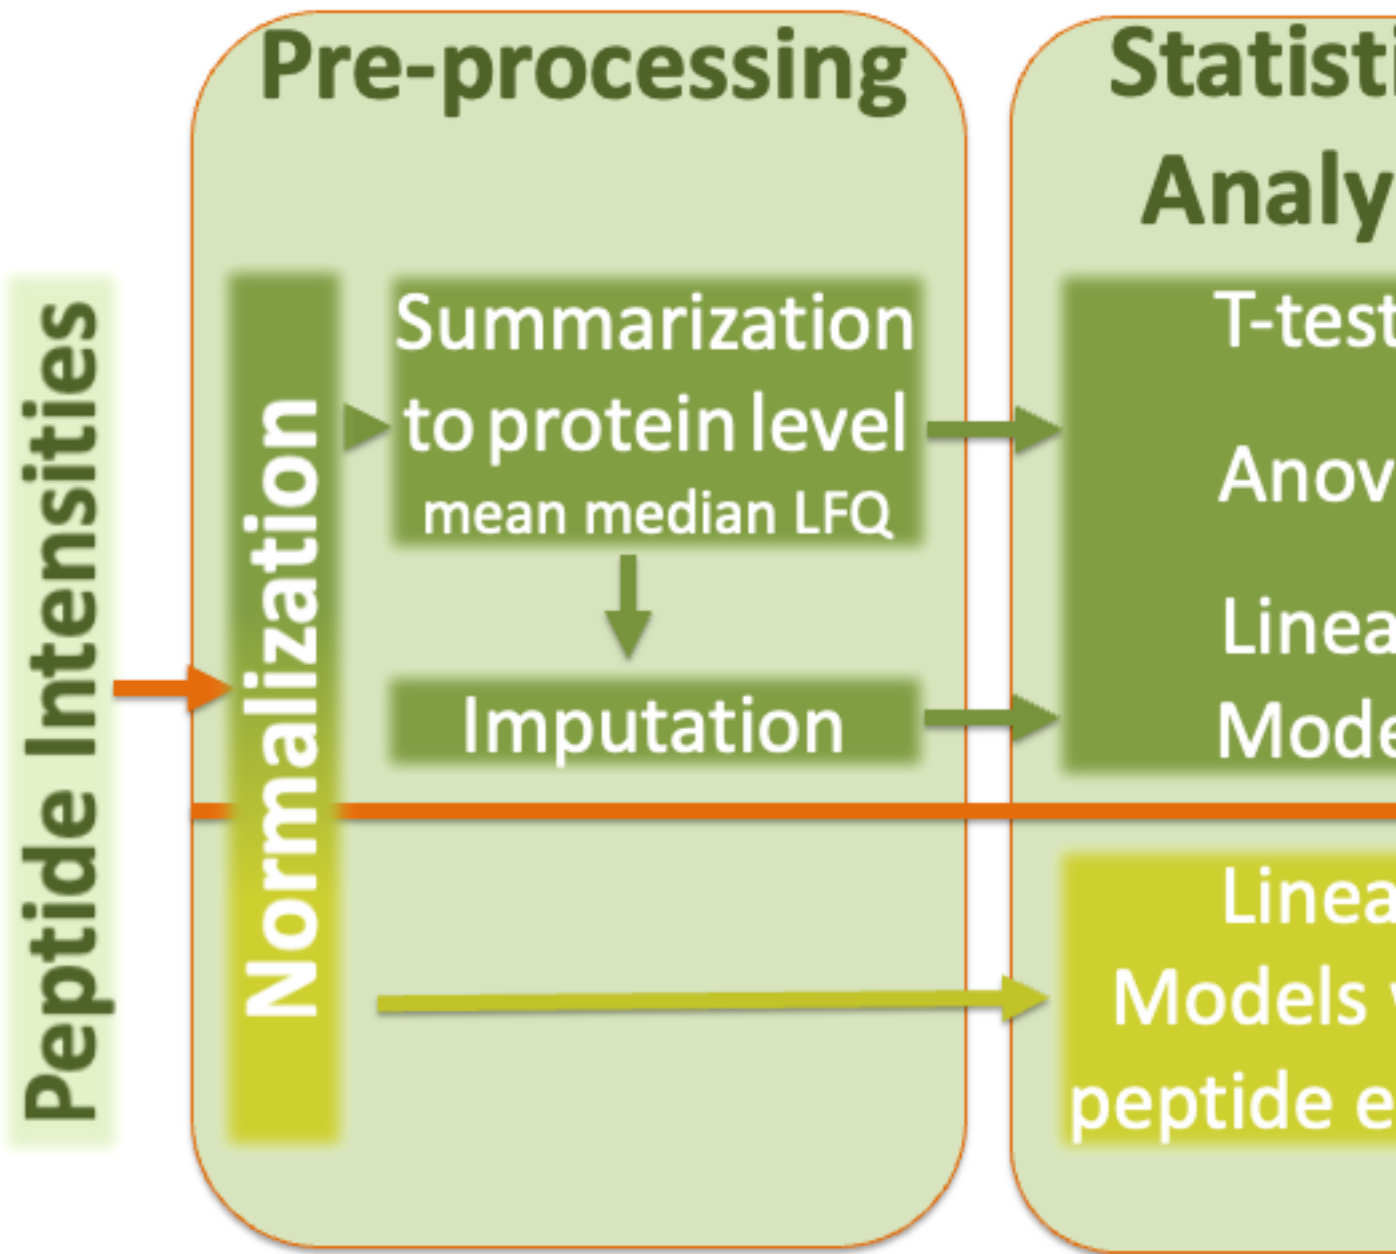 Pre-processing
Statisti
Analy
Peptide Intensities
Normalization
Summarization
to protein level
mean median LFQ
Imputation
T-test
Anov
Linea
Mode
Linea
Models
peptide e